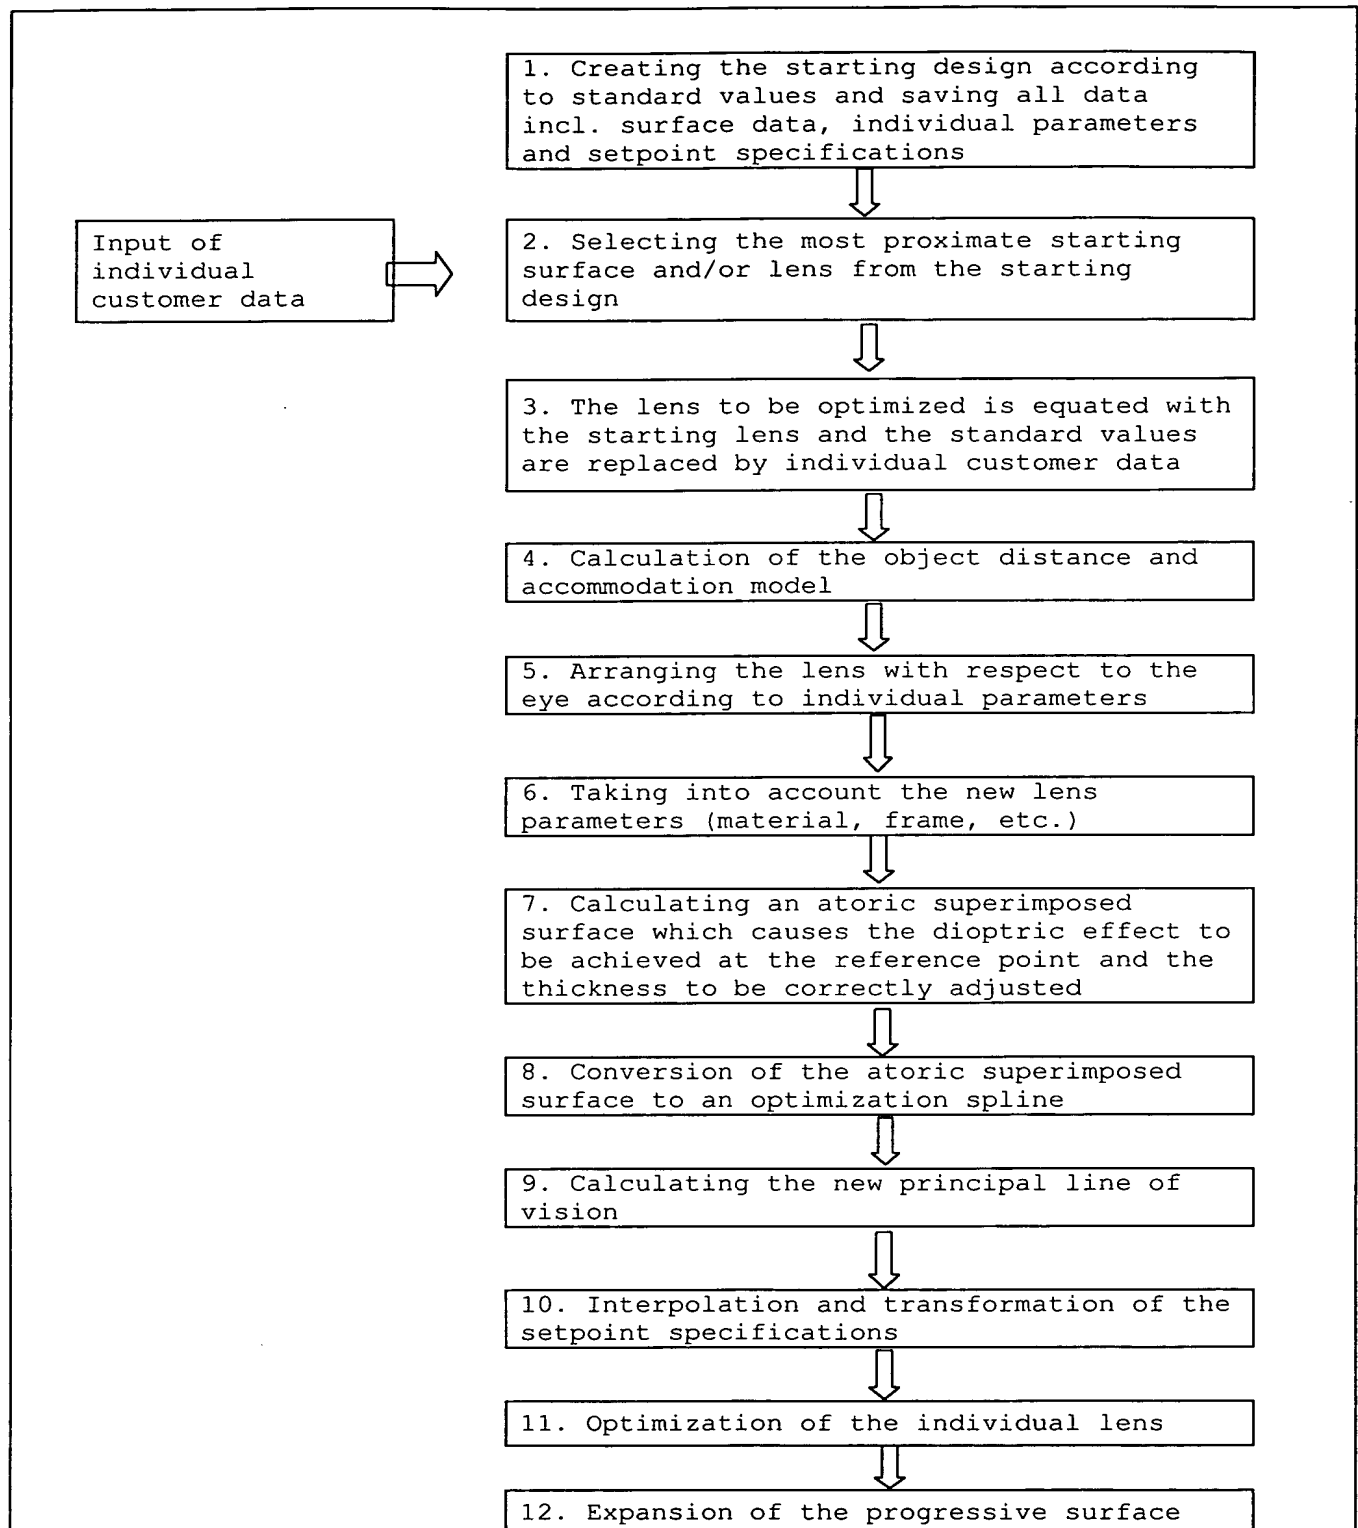 1. Creating the starting design according
to standard values and saving all data
incl. surface data, individual parameters
and setpoint specifications
Input of
individual
customer data
2. Selecting the most proximate starting
surface and/or lens from the starting
design
3. The lens to be optimized is equated with
the starting lens and the standard values
are replaced by individual customer data
4. Calculation of the object distance and
accommodation model
5. Arranging the lens with respect to the
eye according to individual parameters
6. Taking into account the new lens
parameters (material, frame, etc.)
7. Calculating an atoric superimposed
surface which causes the dioptric effect to
be achieved at the reference point and the
thickness to be correctly adjusted
8. Conversion of the atoric superimposed
surface to an optimization spline
9. Calculating the new principal line of
vision
10. Interpolation and transformation of the
setpoint specifications
11. Optimization of the individual lens
12. Expansion of the progressive surface